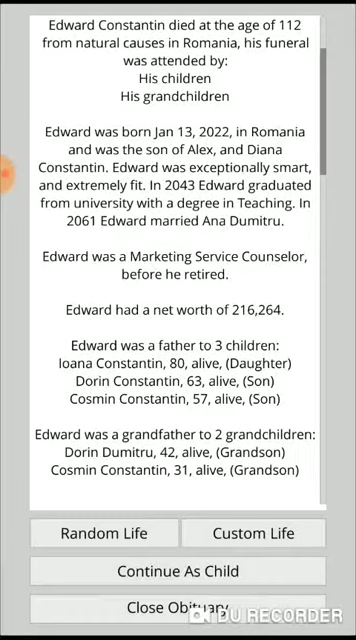 Edward Constantin died at the age of 112
from natural causes in Romania, his funeral
was attended by:
His children
His grandchildren
Edward was born Jan 13, 2022, in Romania
and was the son of Alex, and Diana
Constantin. Edward was exceptionally smart,
and extremely fit. In 2043 Edward graduated
from university with a degree in Teaching. In
2061 Edward married Ana Dumitru.
Edward was a Marketing Service Counselor,
before he retired.
Edward had a net worth of 216,264.
Edward was a father to 3 children:
Ioana Constantin, 80, alive, (Daughter)
Dorin Constantin, 63, alive, (Son)
Cosmin Constantin, 57, alive, (Son)
Edward was a grandfather to 2 grandchildren:
Dorin Dumitru, 42, alive, (Grandson)
Cosmin Constantin, 31, alive, (Grandson)
Random Life
Custom Life
Continue As Child
Close Obituary
DU RECORDER